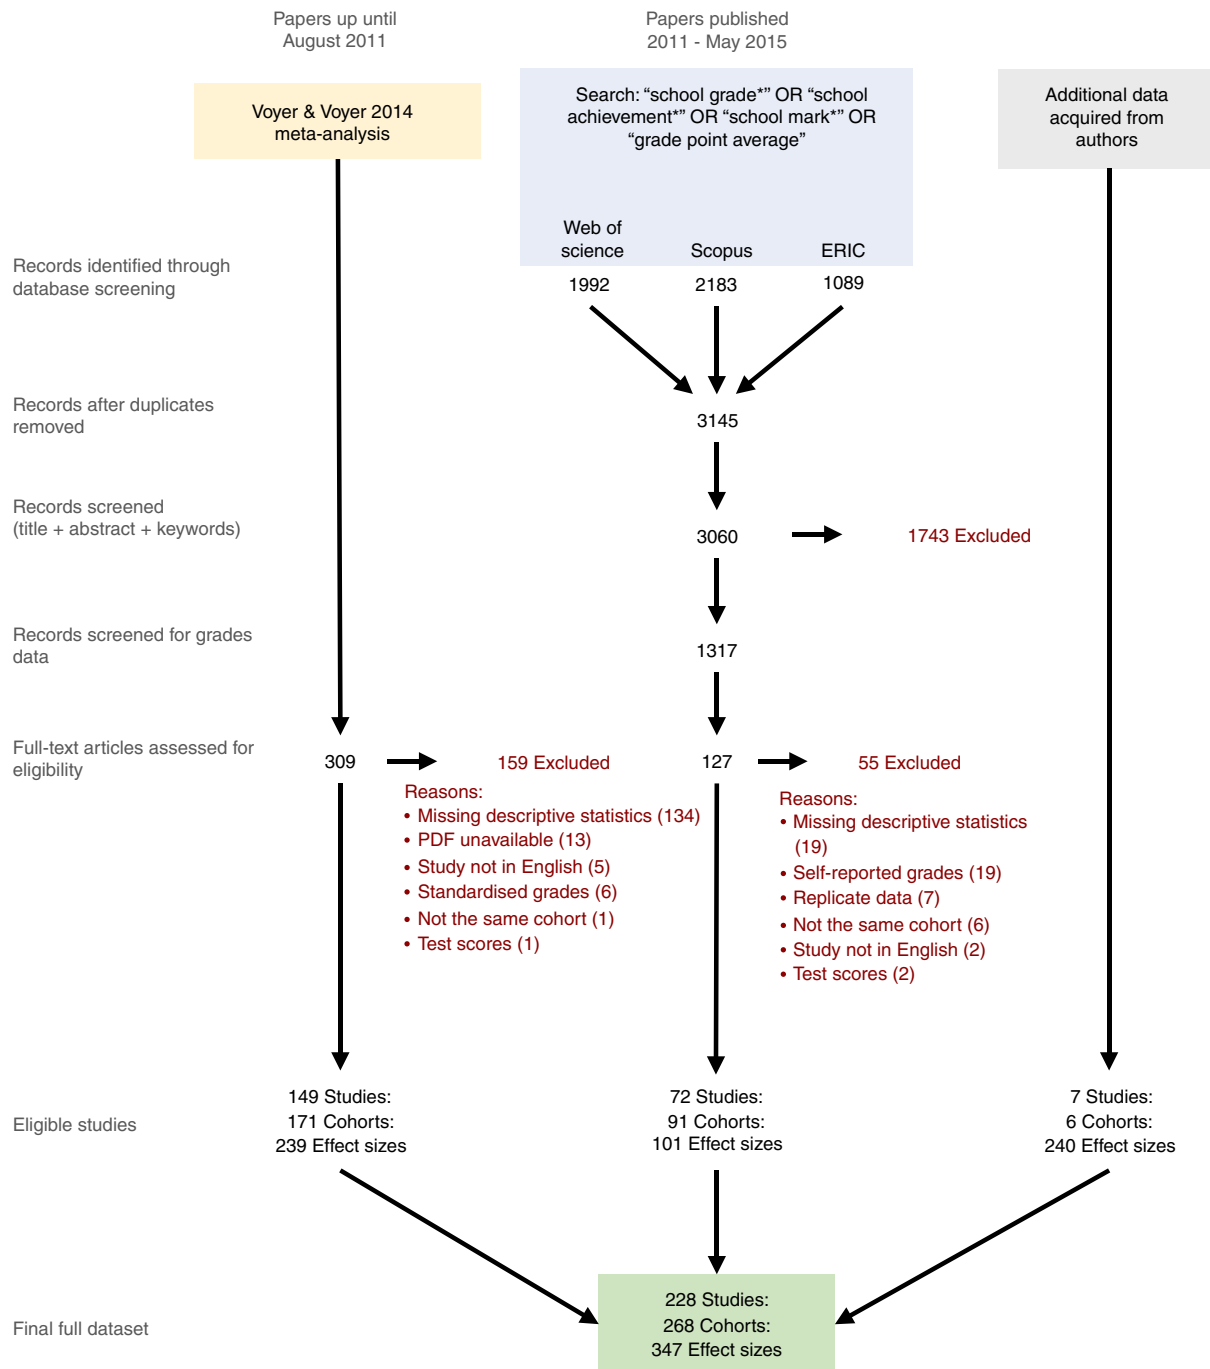 Papers up until
August 2011
Papers published
2011 - May 2015
Voyer & Voyer 2014
meta-analysis
Search: “school grade*” OR “school
achievement*” OR “school mark*” OR
“grade point average”
Additional data
acquired from
authors
Web of
science
Scopus
ERIC
Records identified through
database screening
1992
2183
1089
Records after duplicates
removed
3145
Records screened
(title + abstract + keywords)
3060
1743 Excluded
Records screened for grades
data
1317
Full-text articles assessed for
eligibility
309
159 Excluded
Reasons:
• Missing descriptive statistics (134)
• PDF unavailable (13)
• Study not in English (5)
• Standardised grades (6)
• Not the same cohort (1)
• Test scores (1)
127
55 Excluded
Reasons:
• Missing descriptive statistics
(19)
• Self-reported grades (19)
• Replicate data (7)
• Not the same cohort (6)
• Study not in English (2)
• Test scores (2)
Eligible studies
149 Studies:
171 Cohorts:
239 Effect sizes
72 Studies:
91 Cohorts:
101 Effect sizes
7 Studies:
6 Cohorts:
240 Effect sizes
Final full dataset
228 Studies:
268 Cohorts:
347 Effect sizes